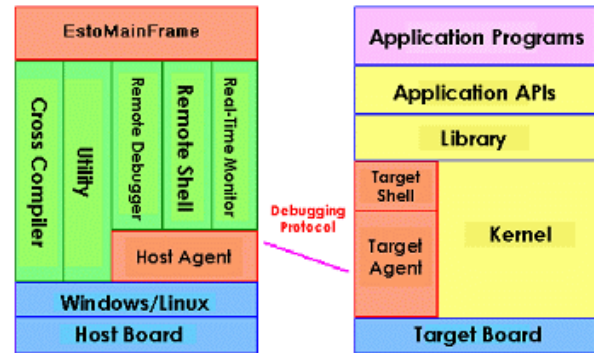 EstoMainFrame
Cross Compiler
Utility
Remote Debugger
Remote Shell
Real-Time Monitor
Host Agent
Windows/Linux
Host Board
Debugging
Protocol
Application Programs
Application APIs
Library
Target
Shell
Target
Agent
Kernel
Target Board